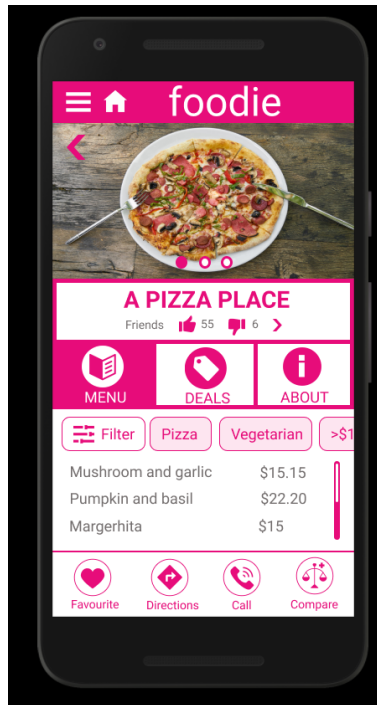 foodie
A PIZZA PLACE
Friends 55 6
MENU DEALS ABOUT
Filter Pizza Vegetarian >$1
Mushroom and garlic $15.15
Pumpkin and basil $22.20
Margerhita $15
Favourite Directions Call Compare